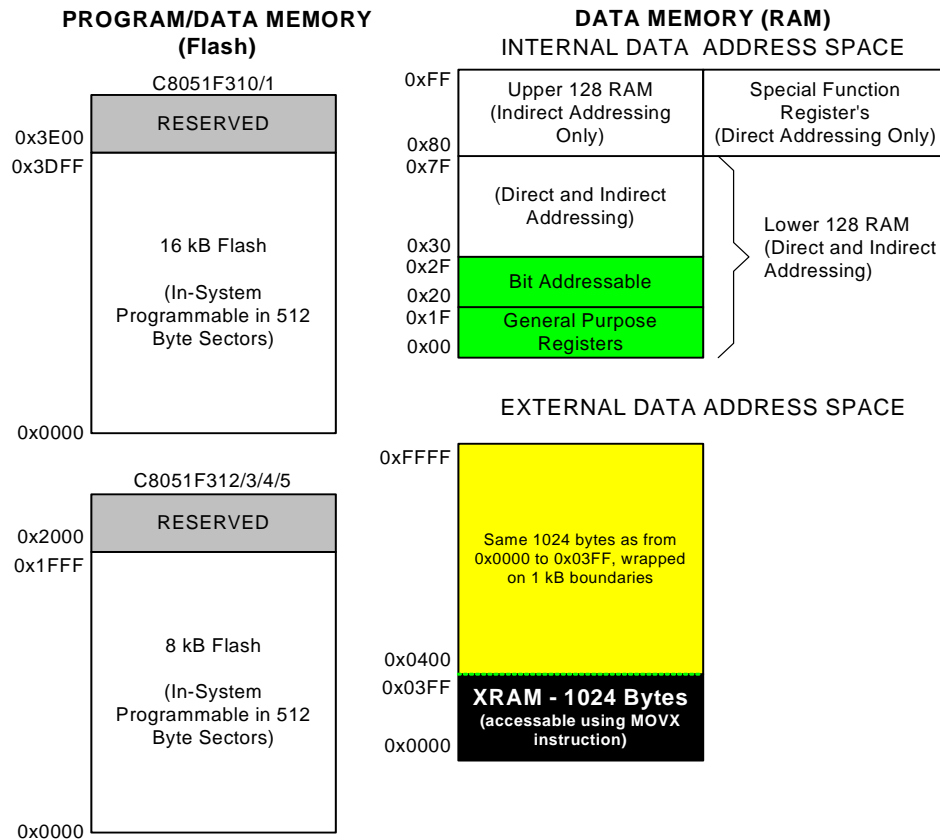 PROGRAM/DATA MEMORY
(Flash)
C8051F310/1
RESERVED
0x3E00
0x3DFF
16 kB Flash
(In-System
Programmable in 512
Byte Sectors)
0x0000
C8051F312/3/4/5
RESERVED
0x2000
0x1FFF
8 kB Flash
(In-System
Programmable in 512
Byte Sectors)
0x0000
DATA MEMORY (RAM)
INTERNAL DATA ADDRESS SPACE
0xFF
Upper 128 RAM
(Indirect Addressing
Only)
0x80
Special Function
Register's
(Direct Addressing Only)
0x7F
(Direct and Indirect
Addressing)
0x30
Lower 128 RAM
(Direct and Indirect
Addressing)
0x2F
Bit Addressable
0x20
0x1F
General Purpose
Registers
0x00
EXTERNAL DATA ADDRESS SPACE
0xFFFF
Same 1024 bytes as from
0x0000 to 0x03FF, wrapped
on 1 kB boundaries
0x0400
0x03FF
XRAM - 1024 Bytes
(accessable using MOVX
instruction)
0x0000